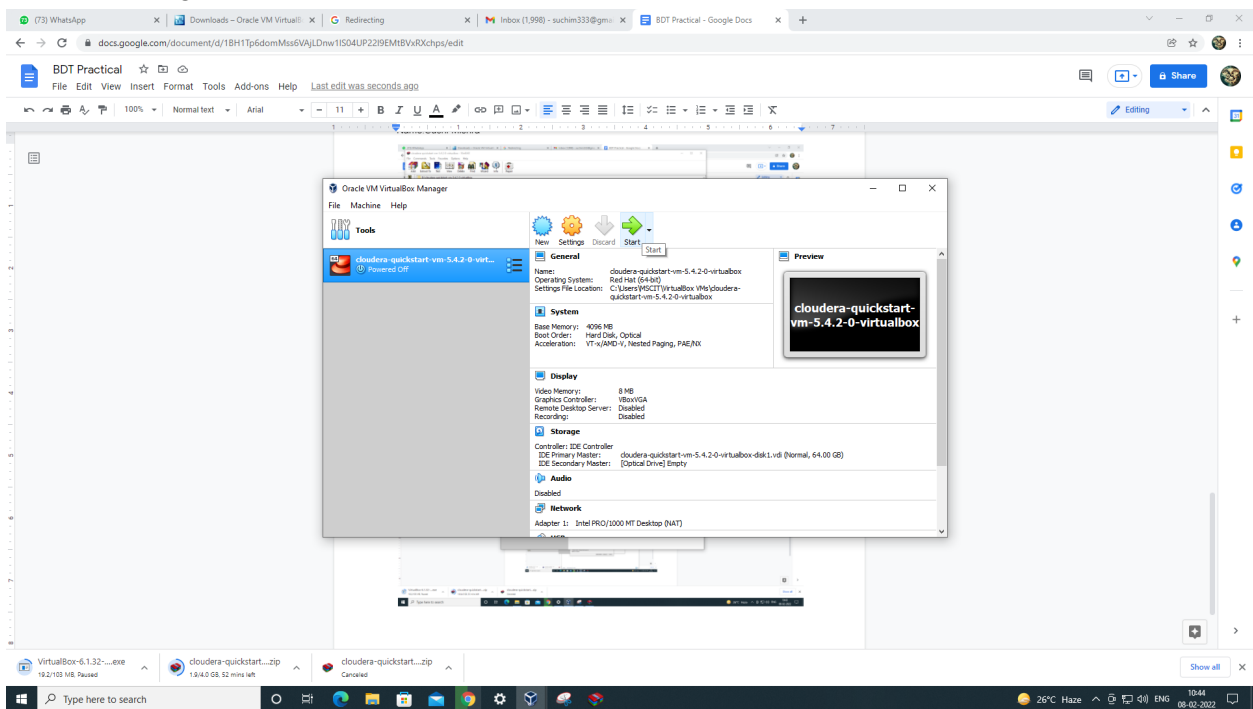 (73) WhatsApp
Downloads – Oracle VM VirtualB
Redirecting
Inbox (1,998) - suchim333@gma
BDT Practical - Google Docs
docs.google.com/document/d/1BH1Tp6domMss6VAjLDnw1IS04UP22I9EMtBVxRXchps/edit
BDT Practical
File Edit View Insert Format Tools Add-ons Help Last edit was seconds ago
Share
100% Normal text Arial 11 B I U A
Editing
Oracle VM VirtualBox Manager
File Machine Help
Tools
New Settings Discard Start
Start
cloudera-quickstart-vm-5.4.2-0-virt...
Powered Off
General
Name: cloudera-quickstart-vm-5.4.2-0-virtualbox
Operating System: Red Hat (64-bit)
Settings File Location: C:\Users\MSCIT\VirtualBox VMs\cloudera-
quickstart-vm-5.4.2-0-virtualbox
Preview
cloudera-quickstart-
vm-5.4.2-0-virtualbox
System
Base Memory: 4096 MB
Boot Order: Hard Disk, Optical
Acceleration: VT-x/AMD-V, Nested Paging, PAE/NX
Display
Video Memory: 8 MB
Graphics Controller: VBoxVGA
Remote Desktop Server: Disabled
Recording: Disabled
Storage
Controller: IDE Controller
IDE Primary Master: cloudera-quickstart-vm-5.4.2-0-virtualbox-disk1.vdi (Normal, 64.00 GB)
IDE Secondary Master: [Optical Drive] Empty
Audio
Disabled
Network
Adapter 1: Intel PRO/1000 MT Desktop (NAT)
VirtualBox-6.1.32-....exe
19.2/103 MB, Paused
cloudera-quickstart....zip
1.9/4.0 GB, 52 mins left
cloudera-quickstart....zip
Canceled
Show all
Type here to search
26°C Haze
ENG
10:44
08-02-2022